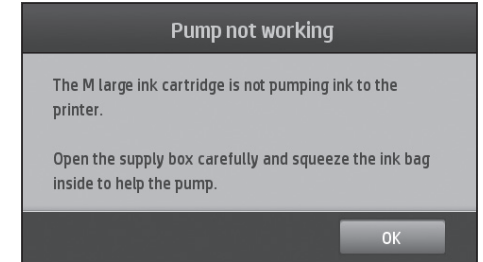 Pump not working
The M large ink cartridge is not pumping ink to the
printer.
Open the supply box carefully and squeeze the ink bag
inside to help the pump.
OK